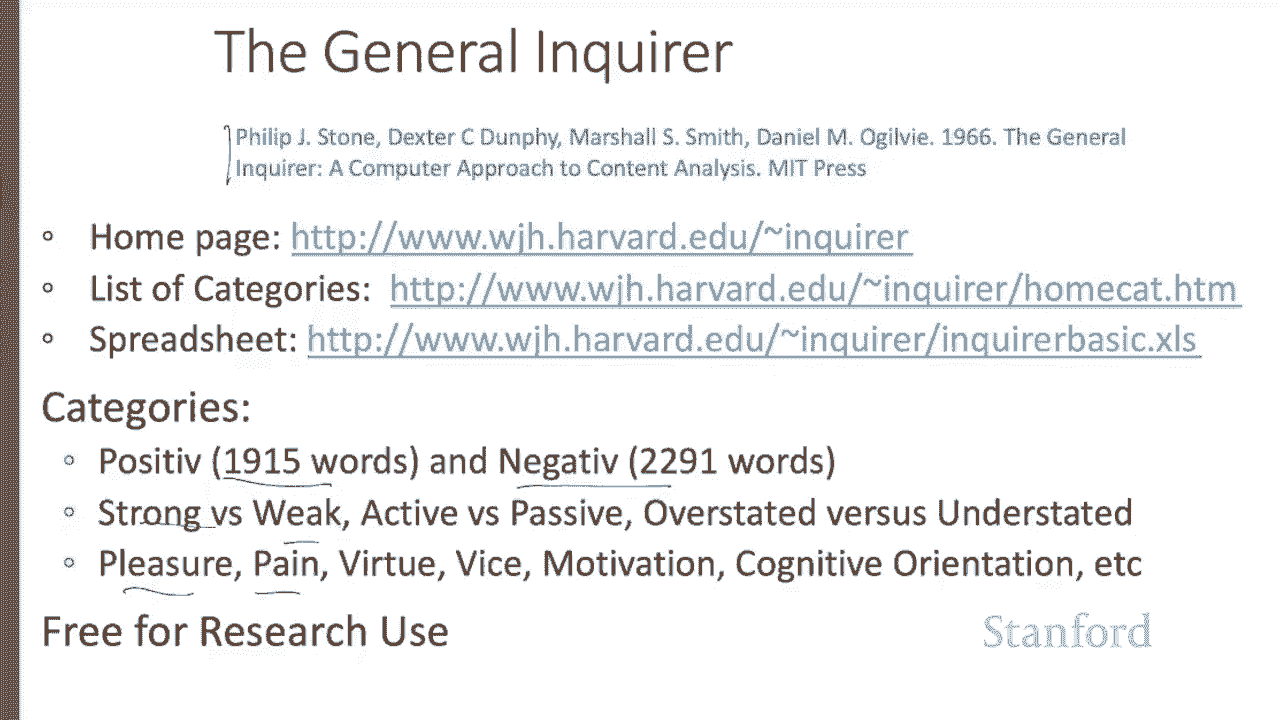 The General Inquirer
Philip J. Stone, Dexter C Dunphy, Marshall S. Smith, Daniel M. Ogilvie. 1966. The General
Inquirer: A Computer Approach to Content Analysis. MIT Press
◦ Home page: http://www.wjh.harvard.edu/~inquirer
◦ List of Categories: http://www.wjh.harvard.edu/~inquirer/homecat.htm
◦ Spreadsheet: http://www.wjh.harvard.edu/~inquirer/inquirerbasic.xls
Categories:
◦ Positiv (1915 words) and Negativ (2291 words)
◦ Strong vs Weak, Active vs Passive, Overstated versus Understated
◦ Pleasure, Pain, Virtue, Vice, Motivation, Cognitive Orientation, etc
Free for Research Use
Stanford